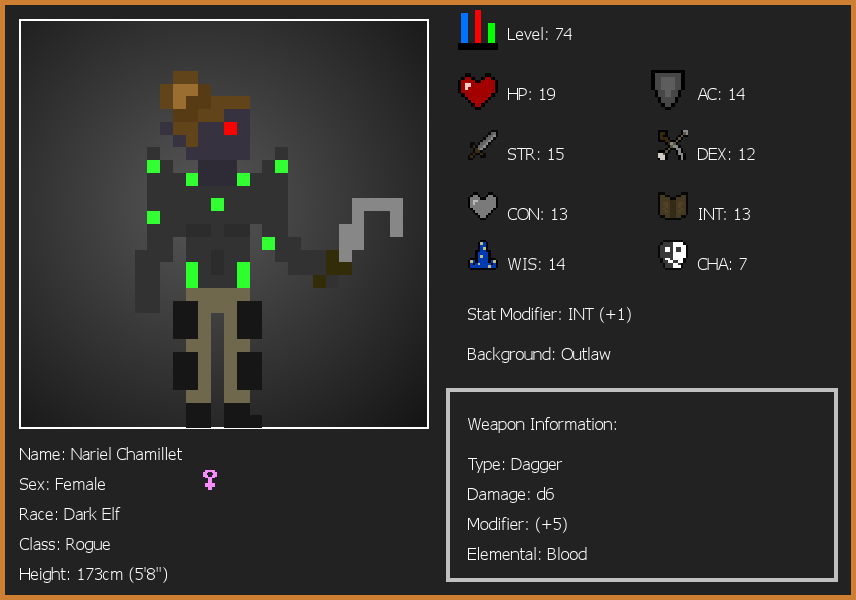 Level: 74
HP: 19
AC: 14
STR: 15
DEX: 12
CON: 13
INT: 13
WIS: 14
CHA: 7
Stat Modifier: INT (+1)
Background: Outlaw
Weapon Information:
Type: Dagger
Damage: d6
Modifier: (+5)
Elemental: Blood
Name: Nariel Chamillet
Sex: Female
Race: Dark Elf
Class: Rogue
Height: 173cm (5'8")